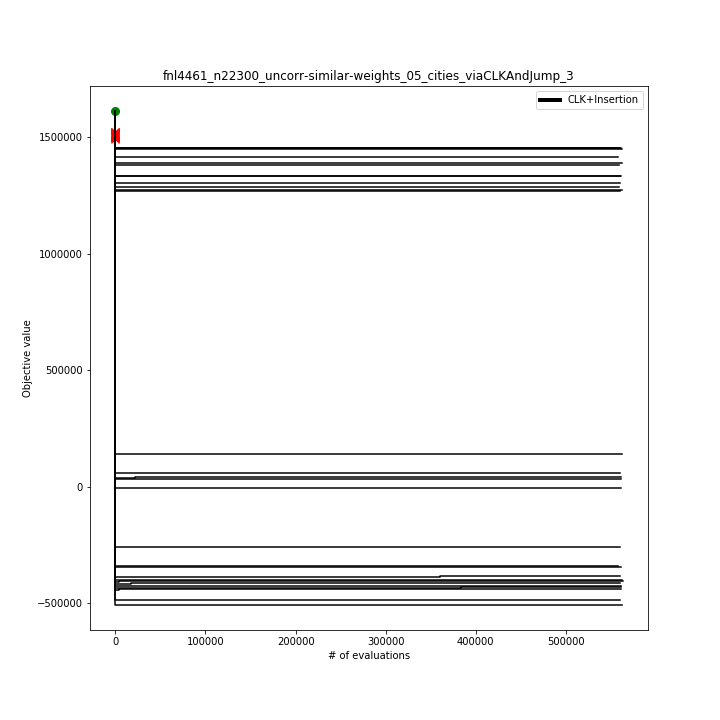 fnl4461_n22300_uncorr-similar-weights_05_cities_viaCLKAndJump_3
CLK+Insertion
1500000
1000000
500000
0
−500000
Objective value
0 100000 200000 300000 400000 500000
# of evaluations